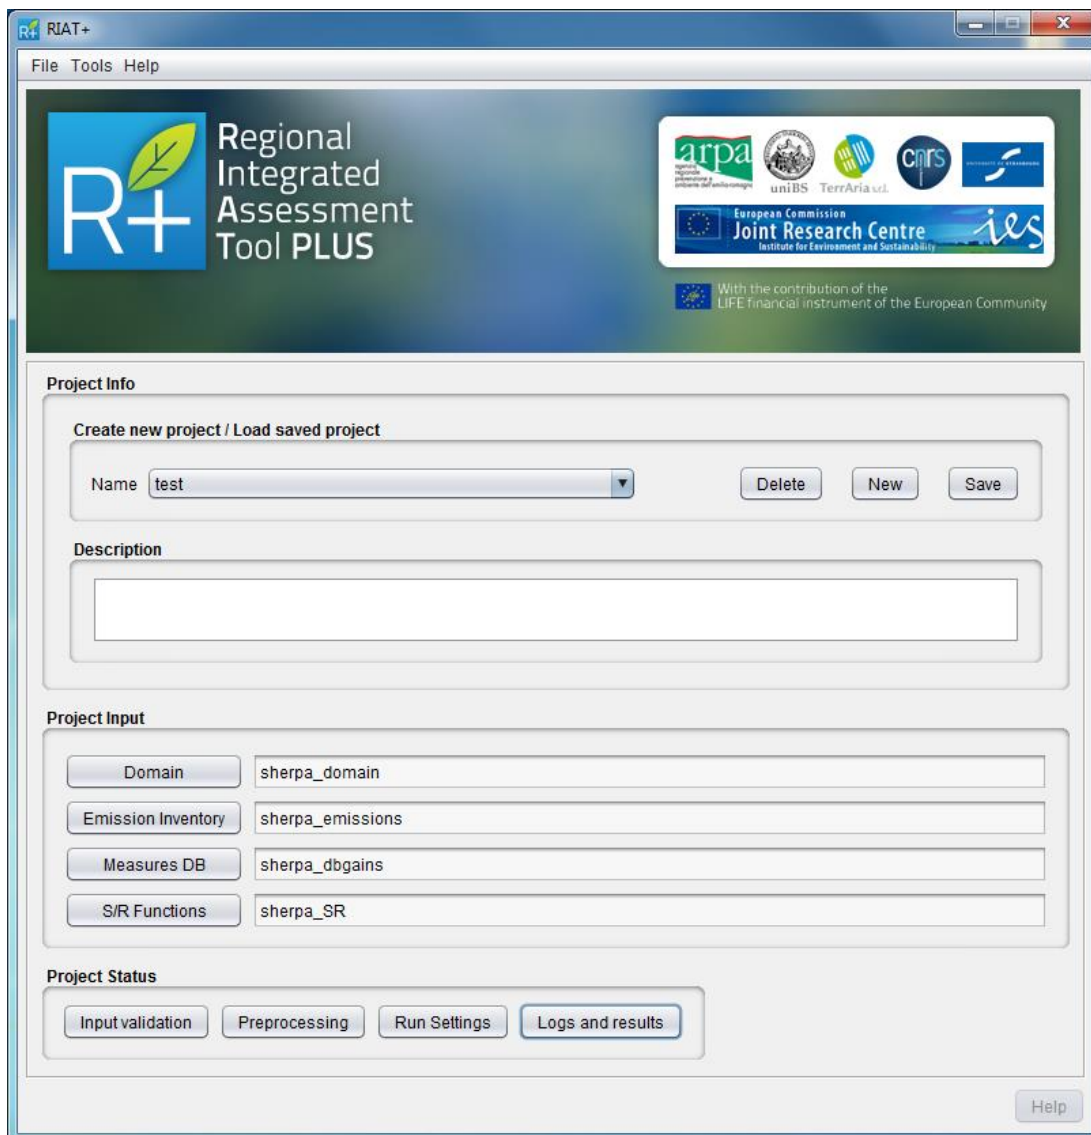 R+ RIAT+
File Tools Help
R+
Regional
Integrated
Assessment
Tool PLUS
arpa
uniBS
TerrAria s.r.l.
cnrs
European Commission
Joint Research Centre
Institute for Environment and Sustainability
ies
With the contribution of the
LIFE financial instrument of the European Community
Project Info
Create new project / Load saved project
Name test Delete New Save
Description
Project Input
Domain sherpa_domain
Emission Inventory sherpa_emissions
Measures DB sherpa_dbgains
S/R Functions sherpa_SR
Project Status
Input validation Preprocessing Run Settings Logs and results
Help